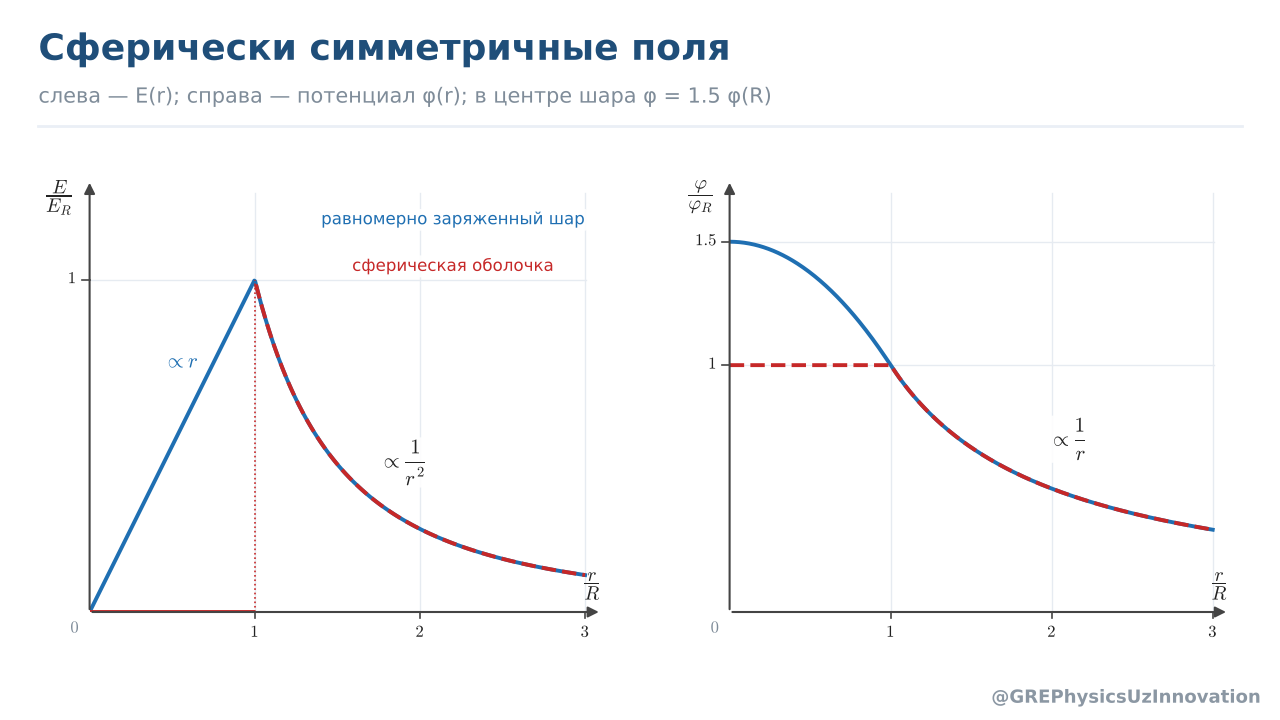 Сферически симметричные поля
слева — E(r); справа — потенциал φ(r); в центре шара φ = 1.5 φ(R)
E/E_R
равномерно заряженный шар
сферическая оболочка
1
∝ r
∝ 1/r²
r/R
0
1
2
3
φ/φ_R
1.5
1
∝ 1/r
r/R
0
1
2
3
@GREPhysicsUzInnovation